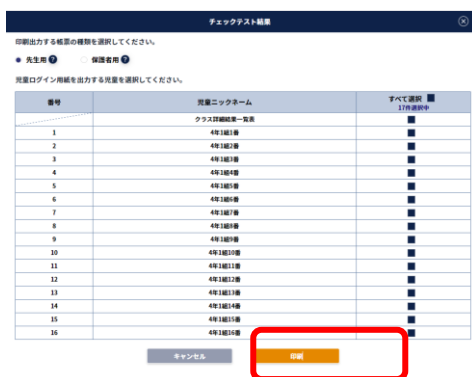 チェックテスト結果
印刷出力する帳票の種類を選択してください。
先生用 ? 保護者用 ?
児童ログイン用紙を出力する児童を選択してください。
番号 児童ニックネーム すべて選択
17件選択中
クラス詳細結果一覧表
1 4年1組1番
2 4年1組2番
3 4年1組3番
4 4年1組4番
5 4年1組5番
6 4年1組6番
7 4年1組7番
8 4年1組8番
9 4年1組9番
10 4年1組10番
11 4年1組11番
12 4年1組12番
13 4年1組13番
14 4年1組14番
15 4年1組15番
16 4年1組16番
キャンセル 印刷